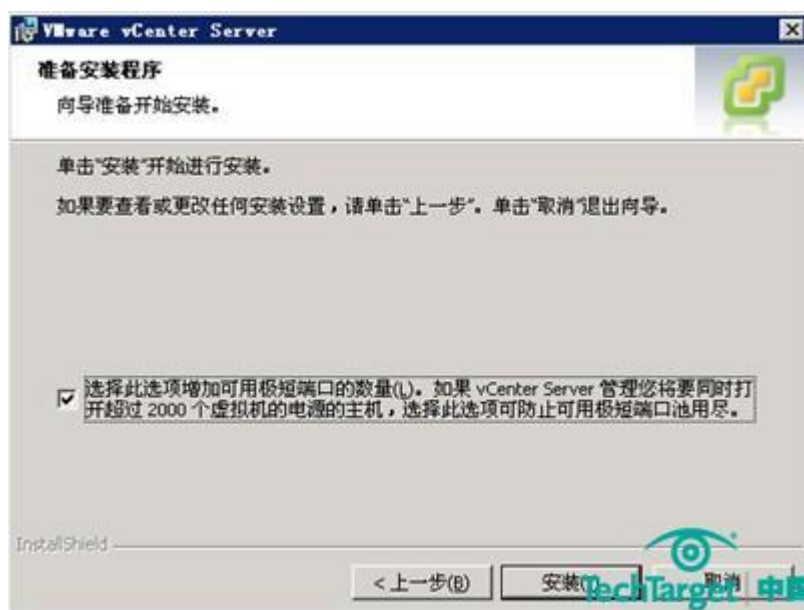 VMware vCenter Server
准备安装程序
向导准备开始安装。
单击“安装”开始进行安装。
如果要查看或更改任何安装设置，请单击“上一步”。单击“取消”退出向导。
选择此选项增加可用极短端口的数量(L)。如果 vCenter Server 管理您将要同时打
开超过 2000 个虚拟机的电源的主机，选择此选项可防止可用极短端口池用尽。
InstallShield
< 上一步(B)
安装
取消
TechTarget